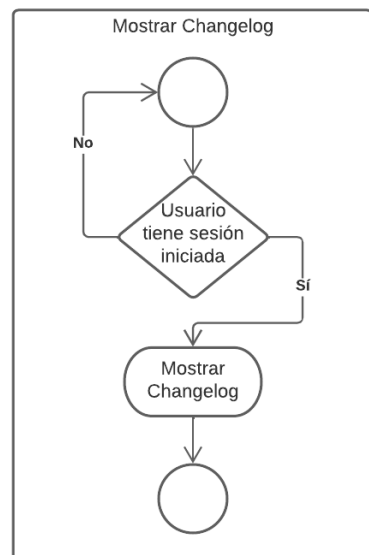 Mostrar Changelog
No
Usuario
tiene sesión
iniciada
Sí
Mostrar
Changelog